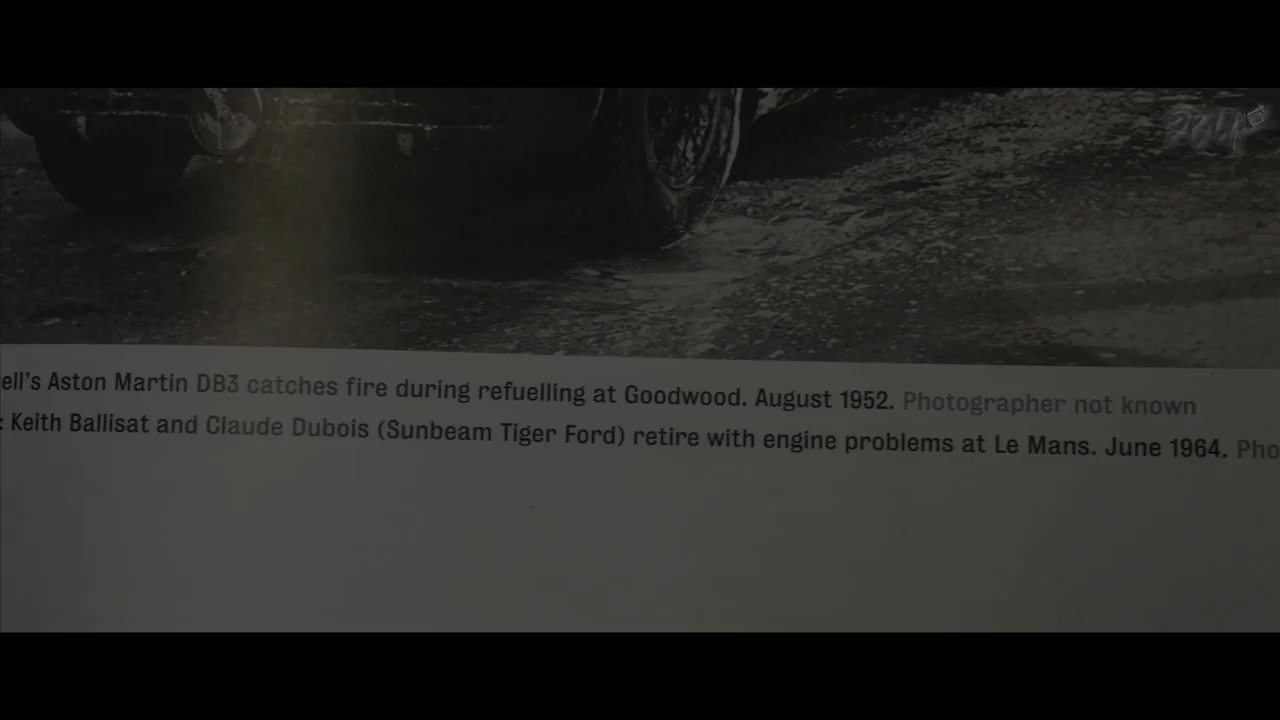 ell's Aston Martin DB3 catches fire during refuelling at Goodwood. August 1952. Photographer not known
: Keith Ballisat and Claude Dubois (Sunbeam Tiger Ford) retire with engine problems at Le Mans. June 1964. Pho